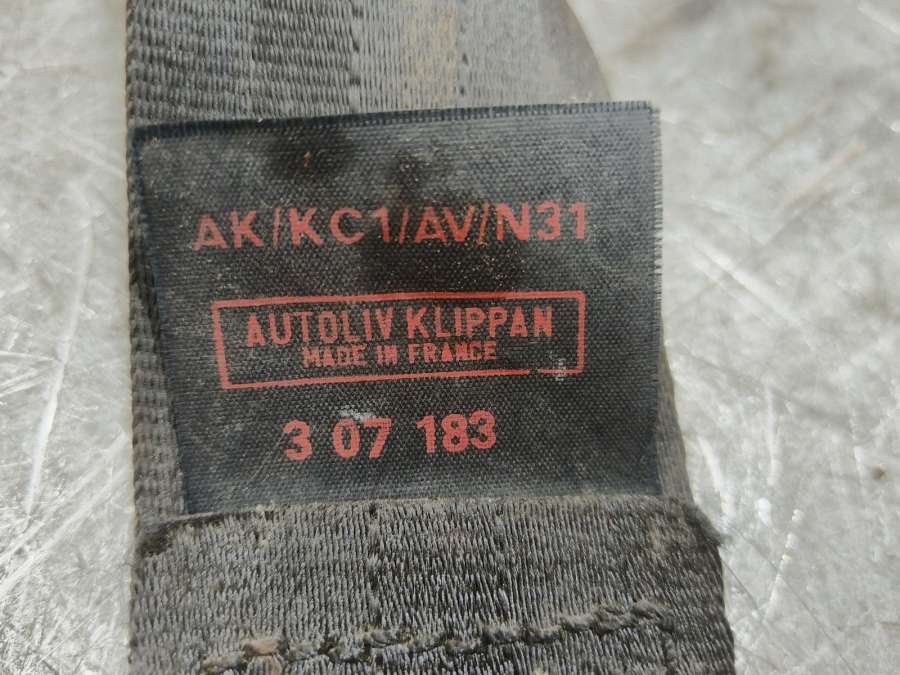 AK/KC1/AV/N31
AUTOLIV KLIPPAN
MADE IN FRANCE
3 07 183